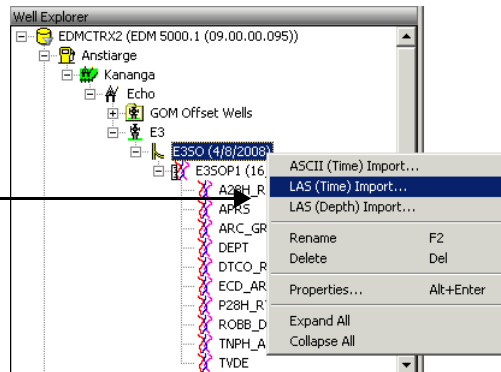 Well Explorer
EDMCTRX2 (EDM 5000.1 (09.00.00.095))
Anstiarge
Kananga
Echo
GOM Offset Wells
E3
E3SO (4/8/2008)
E3SOP1 (16
A28H_R
APRS
ARC_GR
DEPT
DTCO_R
ECD_AR
P28H_R
ROBB_D
TNPH_A
TVDE
ASCII (Time) Import...
LAS (Time) Import...
LAS (Depth) Import...
Rename F2
Delete Del
Properties... Alt+Enter
Expand All
Collapse All